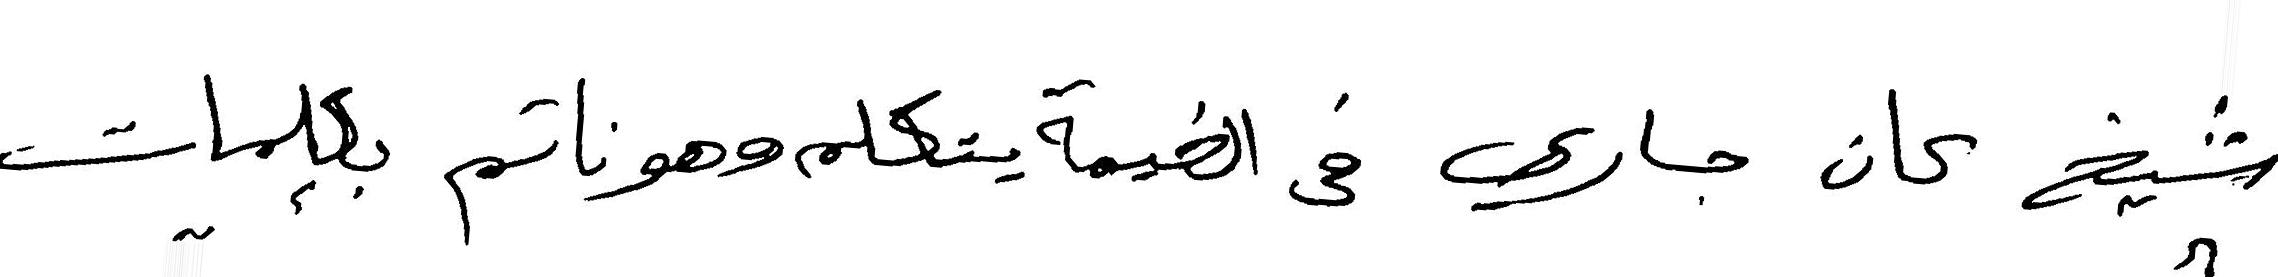 شيخ كان جاري في الخيمة يتكلم وهو نائم بكلمات